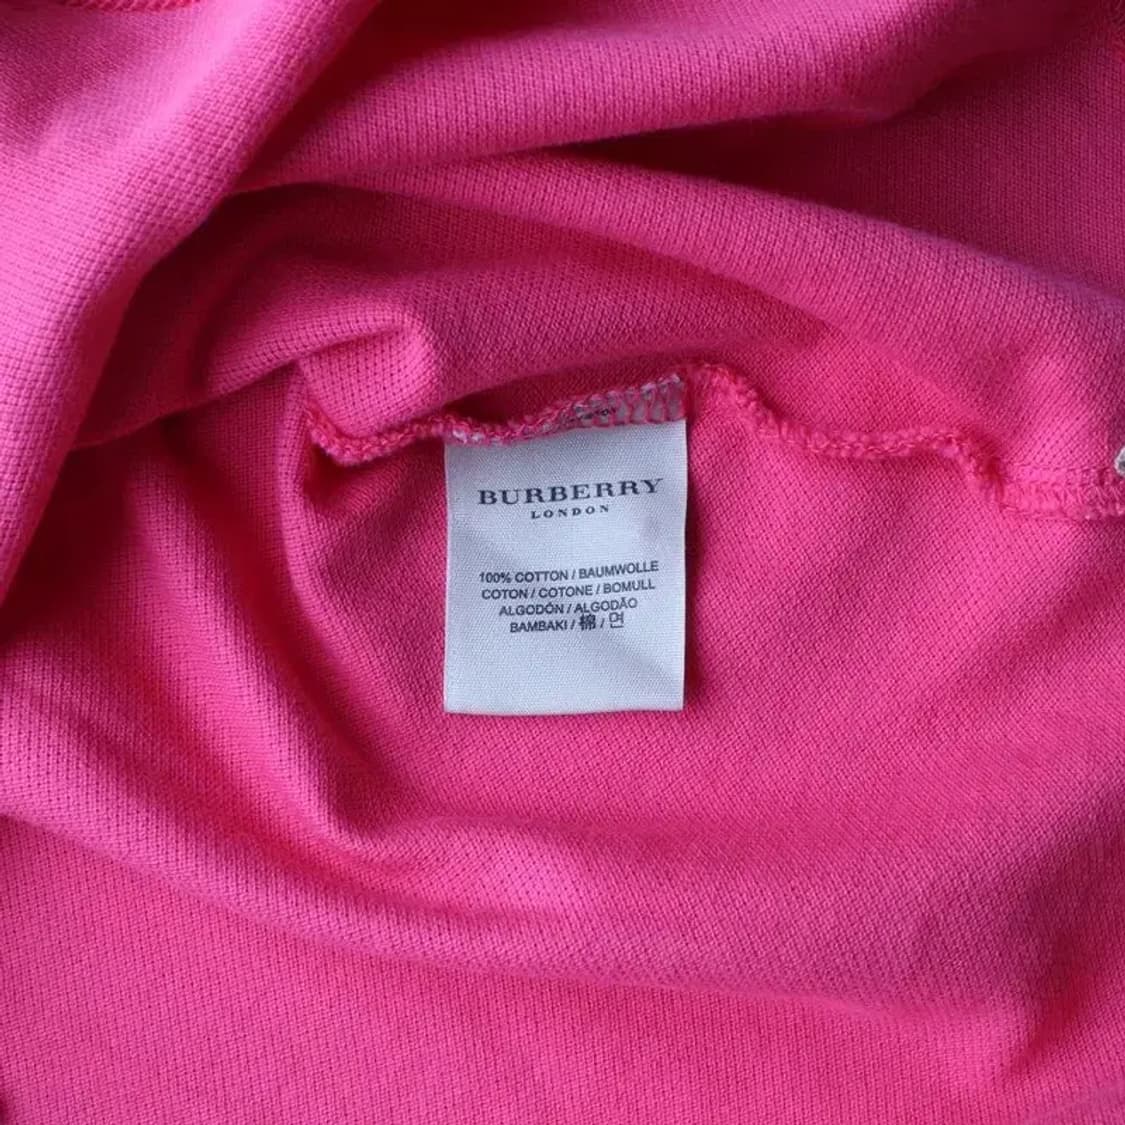 BURBERRY
LONDON
100% COTTON / BAUMWOLLE
COTON / COTONE / BOMULL
ALGODÓN / ALGODÃO
BAMBAKI / 棉 / 면